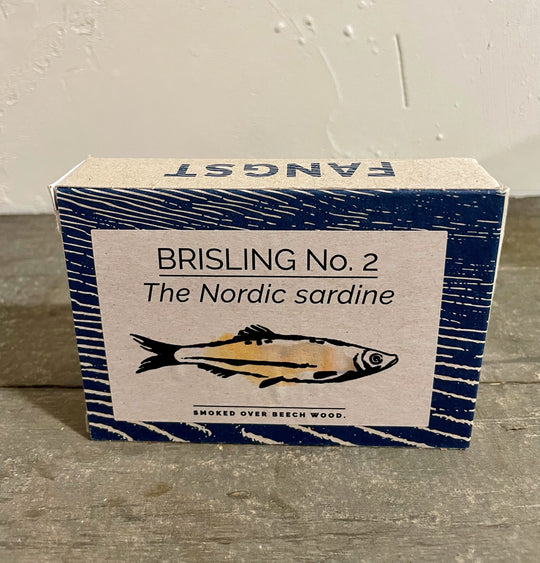 FANGST
BRISLING No. 2
The Nordic sardine
SMOKED OVER BEECH WOOD.